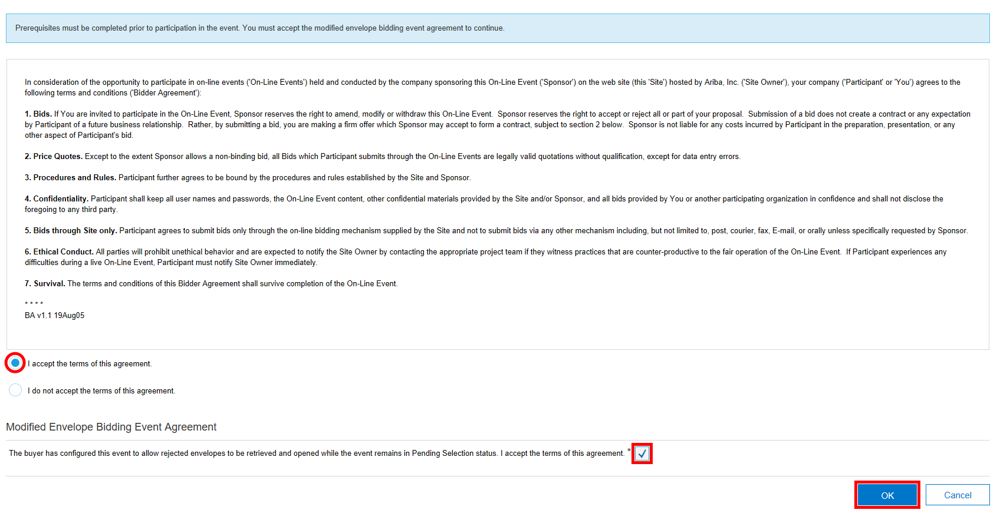 Prerequisites must be completed prior to participation in the event. You must accept the modified envelope bidding event agreement to continue.
In consideration of the opportunity to participate in on-line events ('On-Line Events') held and conducted by the company sponsoring this On-Line Event ('Sponsor') on the web site (this 'Site') hosted by Ariba, Inc. ('Site Owner'), your company ('Participant' or 'You') agrees to the
following terms and conditions ('Bidder Agreement'):
1. Bids. If You are invited to participate in the On-Line Event, Sponsor reserves the right to amend, modify or withdraw this On-Line Event. Sponsor reserves the right to accept or reject all or part of your proposal. Submission of a bid does not create a contract or any expectation
by Participant of a future business relationship. Rather, by submitting a bid, you are making a firm offer which Sponsor may accept to form a contract, subject to section 2 below. Sponsor is not liable for any costs incurred by Participant in the preparation, presentation, or any
other aspect of Participant's bid.
2. Price Quotes. Except to the extent Sponsor allows a non-binding bid, all Bids which Participant submits through the On-Line Events are legally valid quotations without qualification, except for data entry errors.
3. Procedures and Rules. Participant further agrees to be bound by the procedures and rules established by the Site and Sponsor.
4. Confidentiality. Participant shall keep all user names and passwords, the On-Line Event content, other confidential materials provided by the Site and/or Sponsor, and all bids provided by You or another participating organization in confidence and shall not disclose the
foregoing to any third party.
5. Bids through Site only. Participant agrees to submit bids only through the on-line bidding mechanism supplied by the Site and not to submit bids via any other mechanism including, but not limited to, post, courier, fax, E-mail, or orally unless specifically requested by Sponsor.
6. Ethical Conduct. All parties will prohibit unethical behavior and are expected to notify the Site Owner by contacting the appropriate project team if they witness practices that are counter-productive to the fair operation of the On-Line Event. If Participant experiences any
difficulties during a live On-Line Event, Participant must notify Site Owner immediately.
7. Survival. The terms and conditions of this Bidder Agreement shall survive completion of the On-Line Event.
* * * *
BA v1.1 19Aug05
I accept the terms of this agreement.
I do not accept the terms of this agreement.
Modified Envelope Bidding Event Agreement
The buyer has configured this event to allow rejected envelopes to be retrieved and opened while the event remains in Pending Selection status. I accept the terms of this agreement. *
OK
Cancel